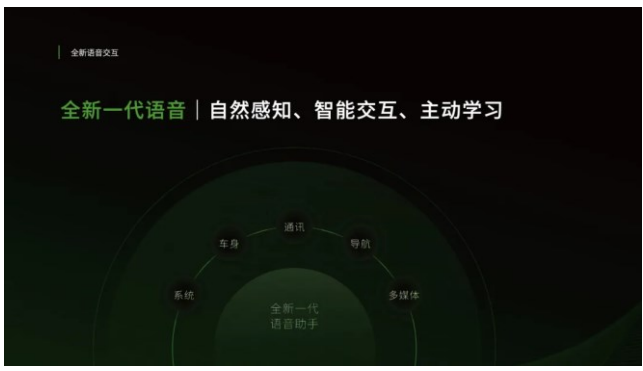 全新语音交互
全新一代语音｜自然感知、智能交互、主动学习
通讯
车身
导航
系统
多媒体
全新一代
语音助手